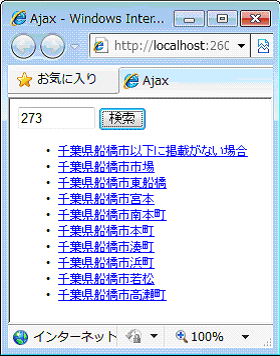 Ajax - Windows Inter...
http://localhost:260
お気に入り
Ajax
273
検索
・千葉県船橋市以下に掲載がない場合
・千葉県船橋市市場
・千葉県船橋市東船橋
・千葉県船橋市宮本
・千葉県船橋市南本町
・千葉県船橋市本町
・千葉県船橋市湊町
・千葉県船橋市浜町
・千葉県船橋市若松
・千葉県船橋市高瀬町
インターネット
100%